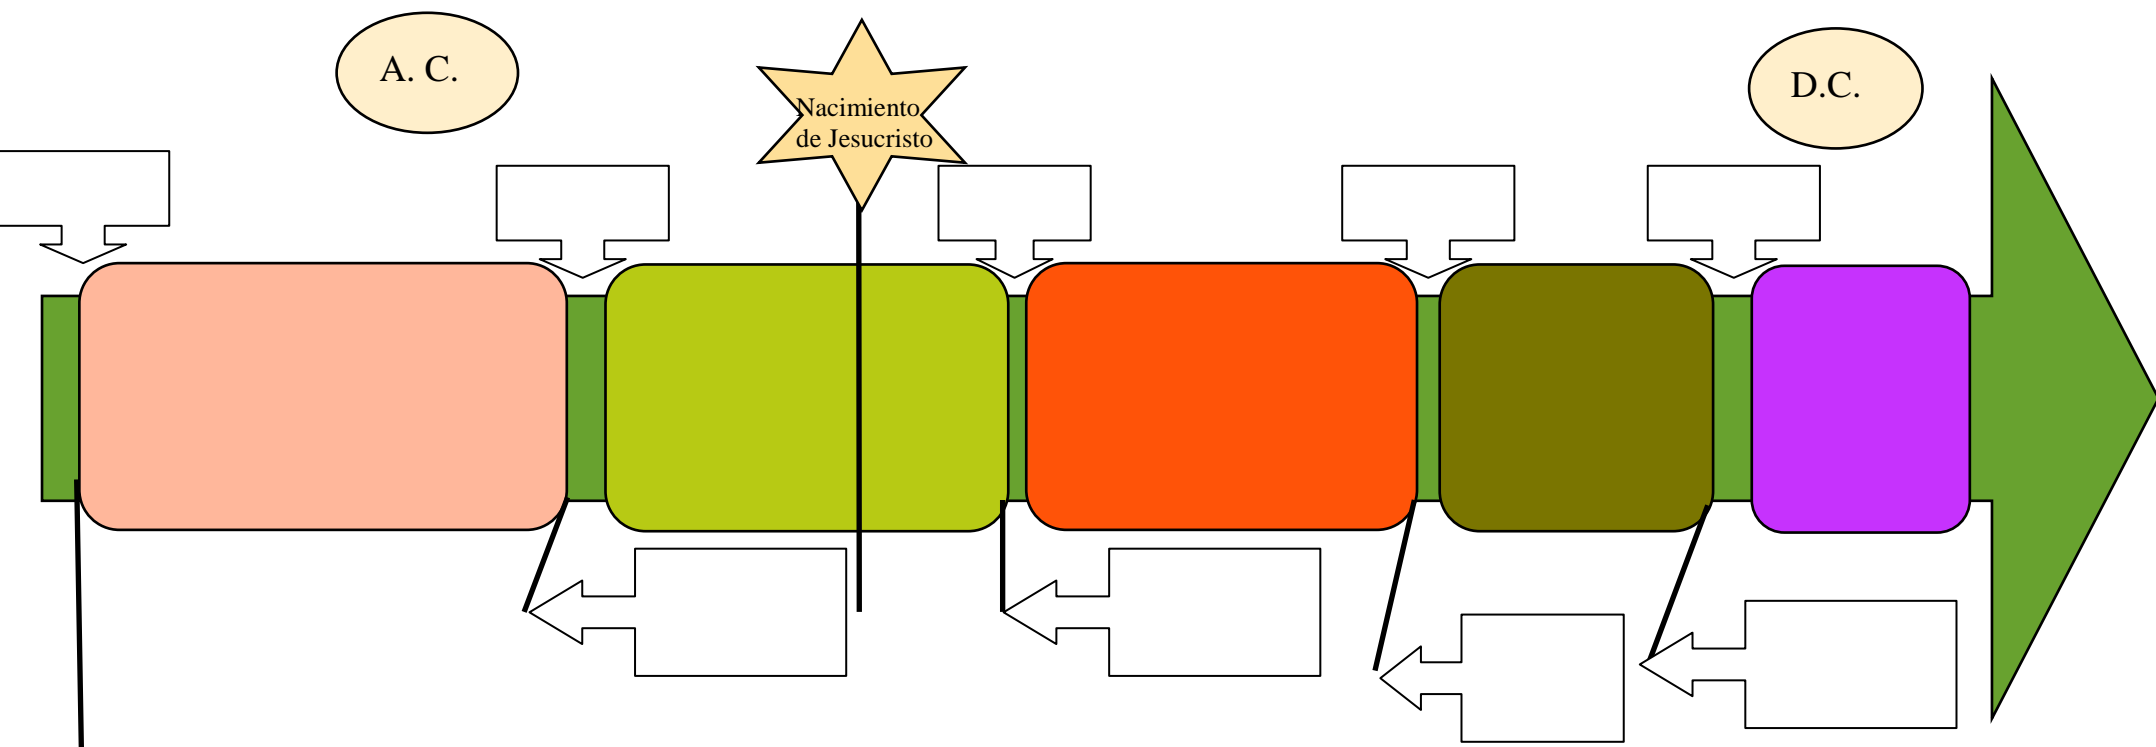 A. C.
Nacimiento
de Jesucristo
D.C.